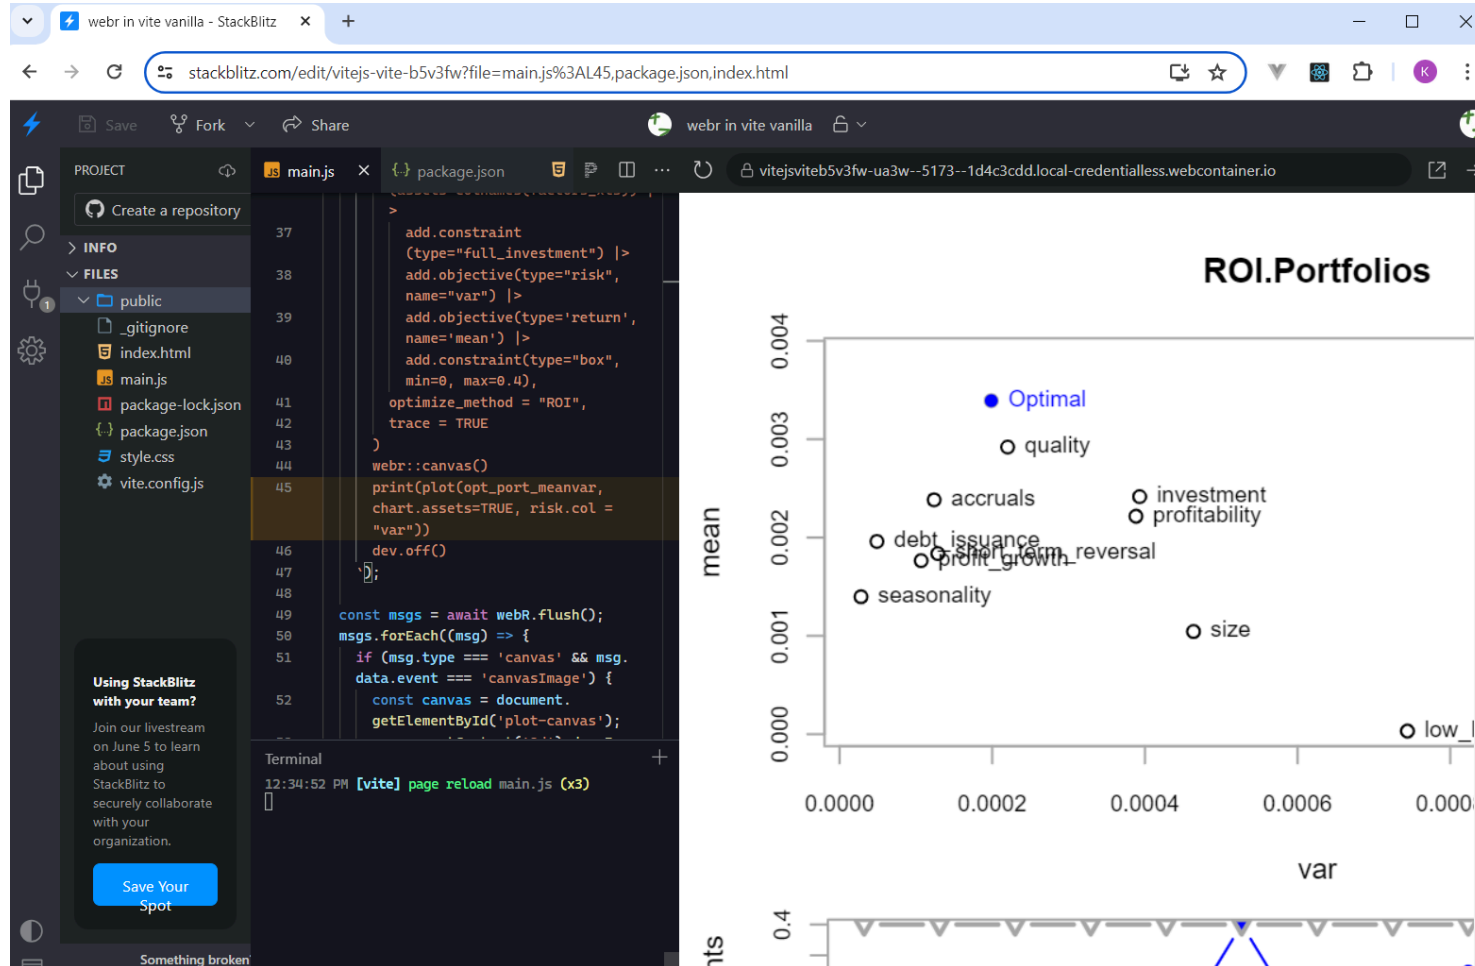 webr in vite vanilla - StackBlitz
stackblitz.com/edit/vitejs-vite-b5v3fw?file=main.js%3AL45,package.json,index.html
K
Save
Fork
Share
webr in vite vanilla
PROJECT
Create a repository
INFO
FILES
public
_gitignore
index.html
main.js
package-lock.json
package.json
style.css
vite.config.js
1
Using StackBlitz
with your team?
Join our livestream
on June 5 to learn
about using
StackBlitz to
securely collaborate
with your
organization.
Save Your
Spot
Something broken
JS main.js
{..} package.json
>
37 add.constraint
(type="full_investment") |>
38 add.objective(type="risk",
name="var") |>
39 add.objective(type='return',
name='mean') |>
40 add.constraint(type="box",
min=0, max=0.4),
41 optimize_method = "ROI",
42 trace = TRUE
43 )
44 webr::canvas()
45 print(plot(opt_port_meanvar,
chart.assets=TRUE, risk.col =
"var"))
46 dev.off()
47 `);
48
49 const msgs = await webR.flush();
50 msgs.forEach((msg) => {
51 if (msg.type === 'canvas' && msg.
data.event === 'canvasImage') {
52 const canvas = document.
getElementById('plot-canvas');
Terminal
12:34:52 PM [vite] page reload main.js (x3)
vitejsviteb5v3fw-ua3w--5173--1d4c3cdd.local-credentialless.webcontainer.io
ROI.Portfolios
0.004
0.003
0.002
0.001
0.000
mean
Optimal
quality
accruals
investment
profitability
debt_issuance
short_term_reversal
profit_growth
seasonality
size
low_
0.0000
0.0002
0.0004
0.0006
0.000
var
0.4
nts